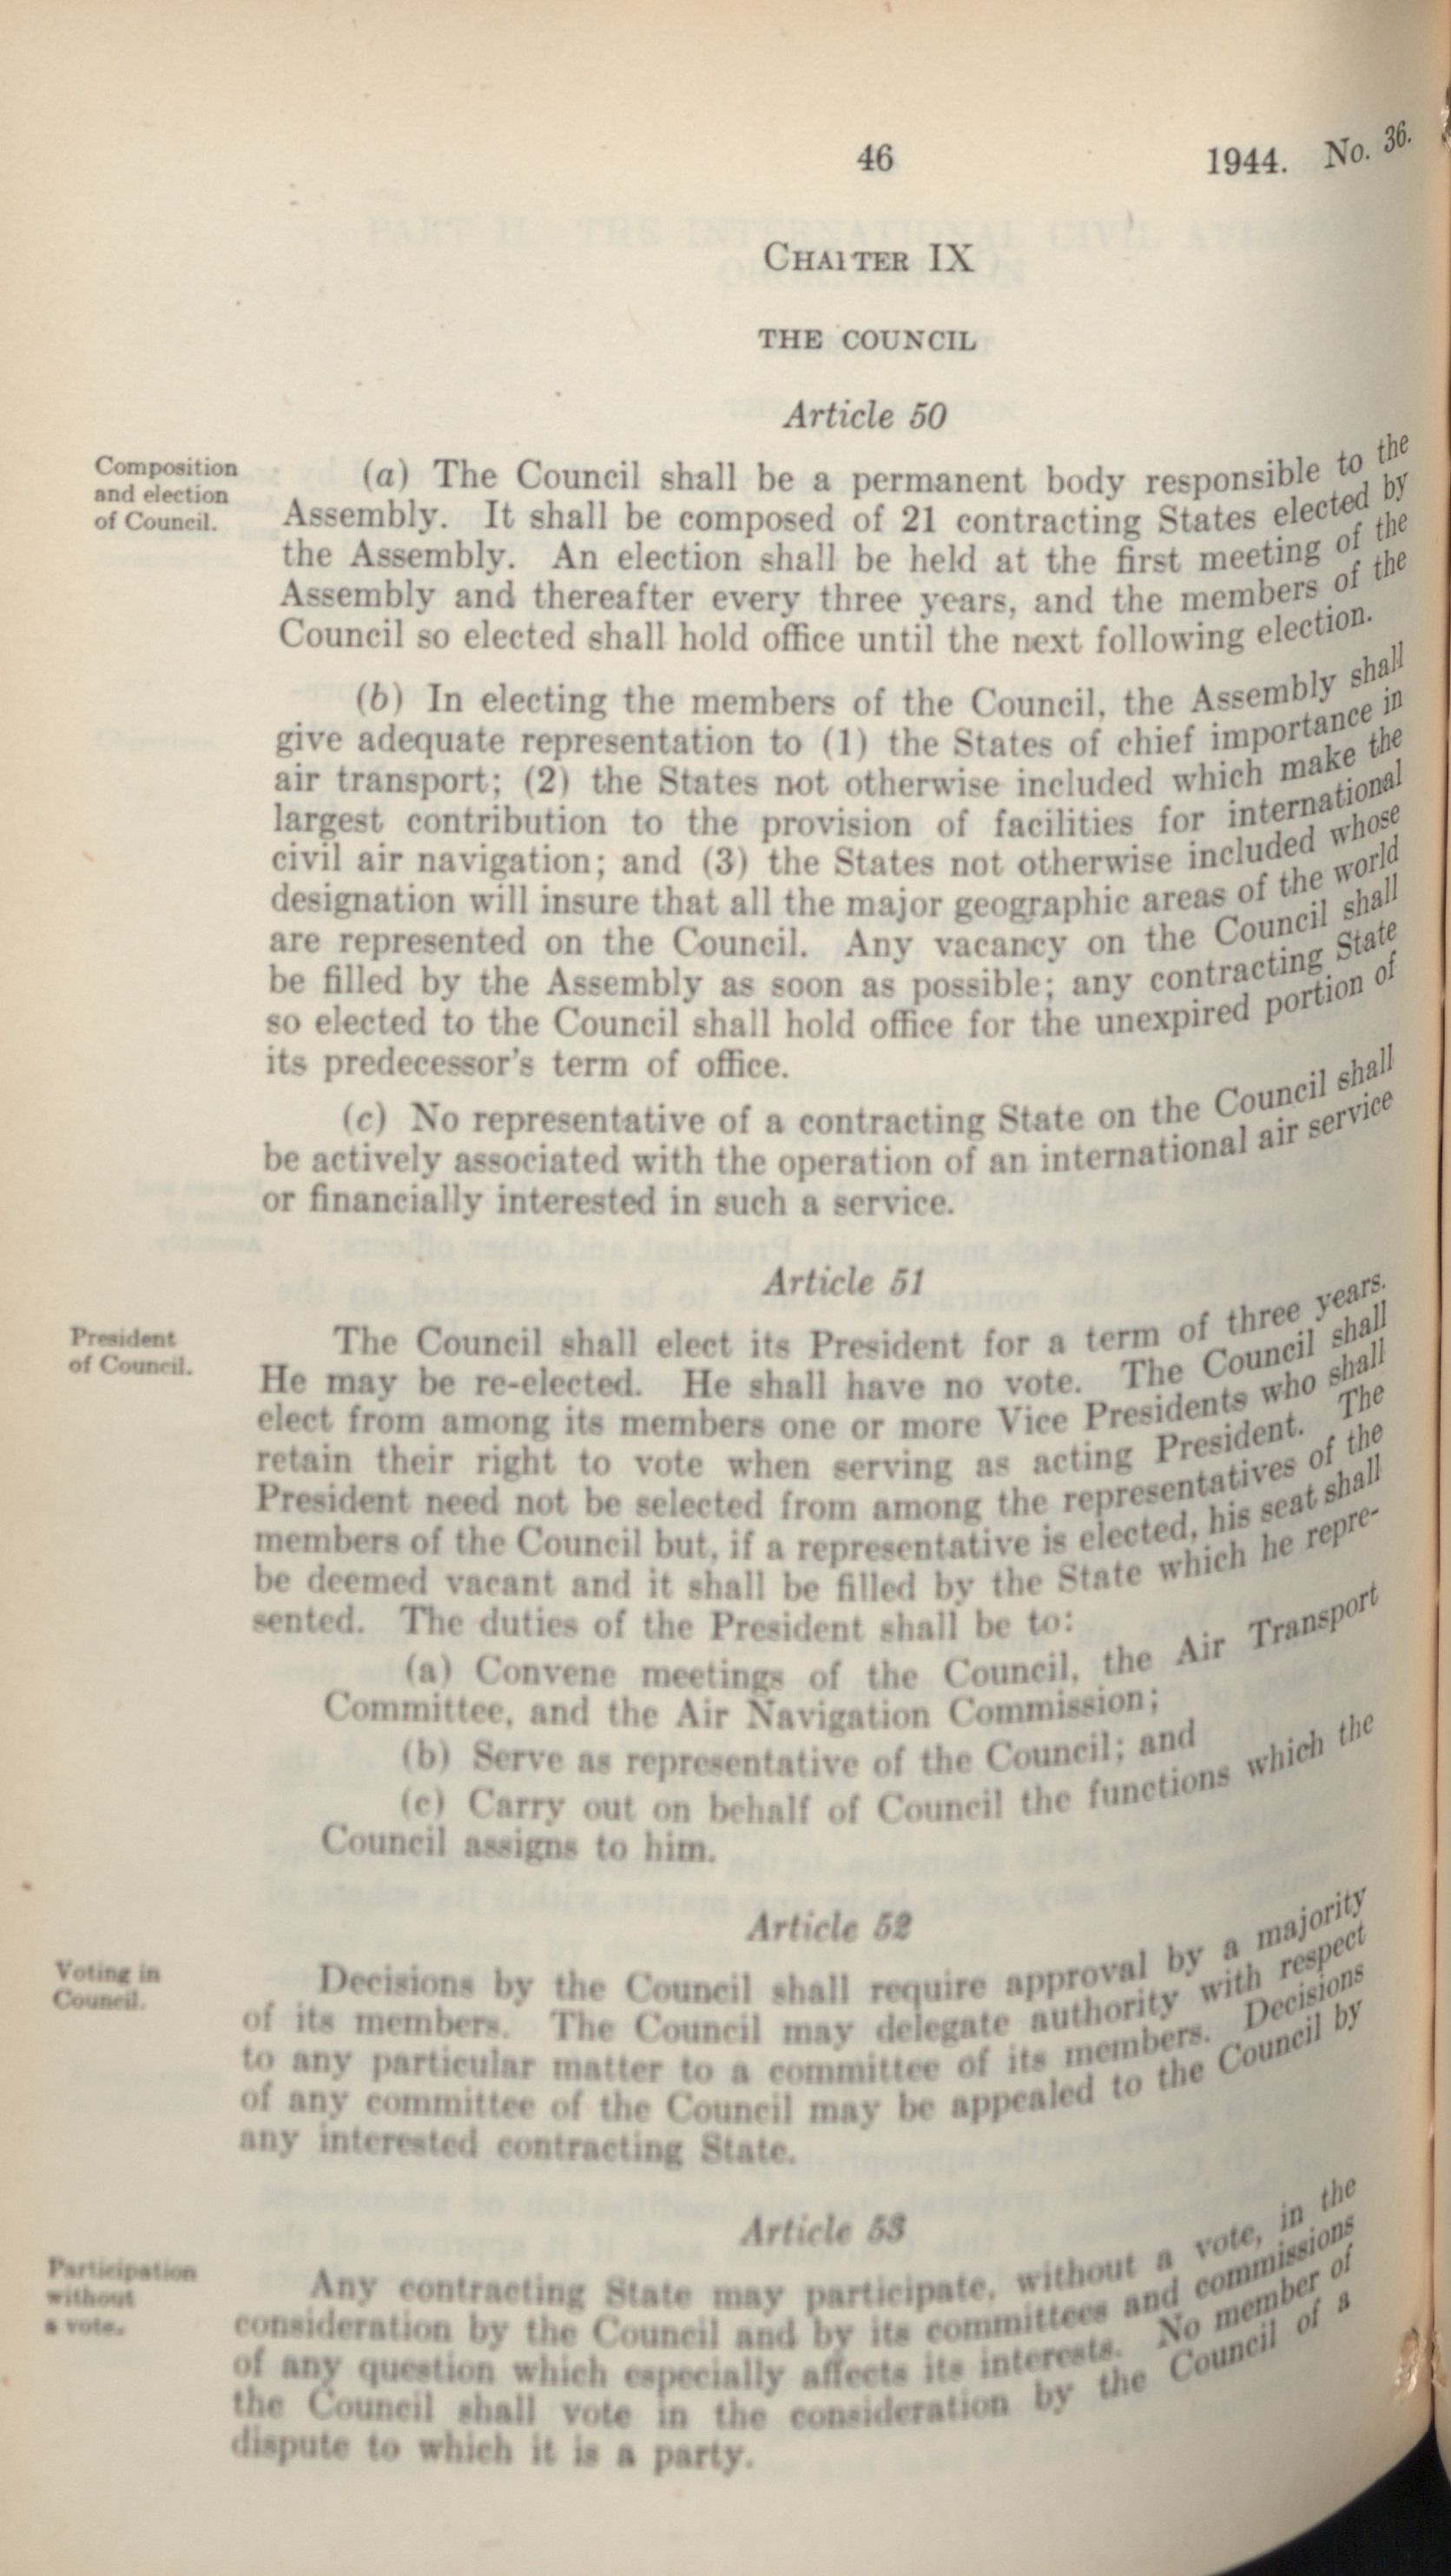 46
1944. No. 36.
CHAPTER IX
THE COUNCIL
Article 50
Composition
and election
of Council.
(a) The Council shall be a permanent body responsible to the
Assembly. It shall be composed of 21 contracting States elected by
the Assembly. An election shall be held at the first meeting of the
Assembly and thereafter every three years, and the members of the
Council so elected shall hold office until the next following election.
(b) In electing the members of the Council, the Assembly shall
give adequate representation to (1) the States of chief importance in
air transport; (2) the States not otherwise included which make the
largest contribution to the provision of facilities for international
civil air navigation; and (3) the States not otherwise included whose
designation will insure that all the major geographic areas of the world
are represented on the Council. Any vacancy on the Council shall
be filled by the Assembly as soon as possible; any contracting State
so elected to the Council shall hold office for the unexpired portion of
its predecessor's term of office.
(c) No representative of a contracting State on the Council shall
be actively associated with the operation of an international air service
or financially interested in such a service.
Article 51
President
of Council.
The Council shall elect its President for a term of three years.
He may be re-elected. He shall have no vote. The Council shall
elect from among its members one or more Vice Presidents who shall
retain their right to vote when serving as acting President. The
President need not be selected from among the representatives of the
members of the Council but, if a representative is elected, his seat shall
be deemed vacant and it shall be filled by the State which he repre-
sented. The duties of the President shall be to:
(a) Convene meetings of the Council, the Air Transport
Committee, and the Air Navigation Commission;
(b) Serve as representative of the Council; and
(c) Carry out on behalf of Council the functions which the
Council assigns to him.
Article 52
Voting in
Council.
Decisions by the Council shall require approval by a majority
of its members. The Council may delegate authority with respect
to any particular matter to a committee of its members. Decisions
of any committee of the Council may be appealed to the Council by
any interested contracting State.
Article 53
Participation
without
a vote.
Any contracting State may participate, without a vote, in the
consideration by the Council and by its committees and commissions
of any question which especially affects its interests. No member of
the Council shall vote in the consideration by the Council of a
dispute to which it is a party.